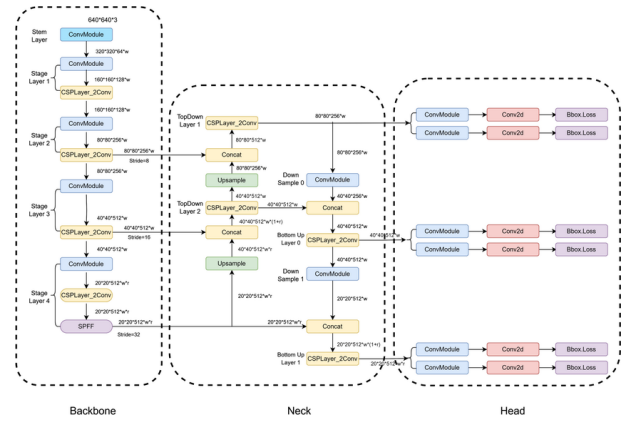 640*640*3
Stem
Layer
ConvModule
320*320*64*w
Stage
Layer 1
ConvModule
160*160*128*w
CSPLayer_2Conv
160*160*128*w
Stage
Layer 2
ConvModule
80*80*256*w
CSPLayer_2Conv
80*80*256*w
Stride=8
80*80*256*w
Stage
Layer 3
ConvModule
40*40*512*w
CSPLayer_2Conv
40*40*512*w
Stride=16
40*40*512*w
Stage
Layer 4
ConvModule
20*20*512*w*r
CSPLayer_2Conv
20*20*512*w*r
SPFF
20*20*512*w*r
Stride=32
TopDown
Layer 1
CSPLayer_2Conv
80*80*256*w
80*80*512*w
Concat
80*80*256*w
Upsample
40*40*512*w
TopDown
Layer 2
CSPLayer_2Conv
40*40*512*w
40*40*512*w*(1+r)
Concat
40*40*512*w*r
Upsample
20*20*512*w*r
80*80*256*w
Down
Sample 0
ConvModule
40*40*256*w
Concat
40*40*512*w
Bottom Up
Layer 0
CSPLayer_2Conv
40*40*512*w
40*40*512*w
Down
Sample 1
ConvModule
20*20*512*w
20*20*512*w*r
Concat
20*20*512*w*(1+r)
Bottom Up
Layer 1
CSPLayer_2Conv
20*20*512*w*r
ConvModule
Conv2d
Bbox.Loss
ConvModule
Conv2d
Bbox.Loss
ConvModule
Conv2d
Bbox.Loss
ConvModule
Conv2d
Bbox.Loss
ConvModule
Conv2d
Bbox.Loss
ConvModule
Conv2d
Bbox.Loss
Backbone
Neck
Head